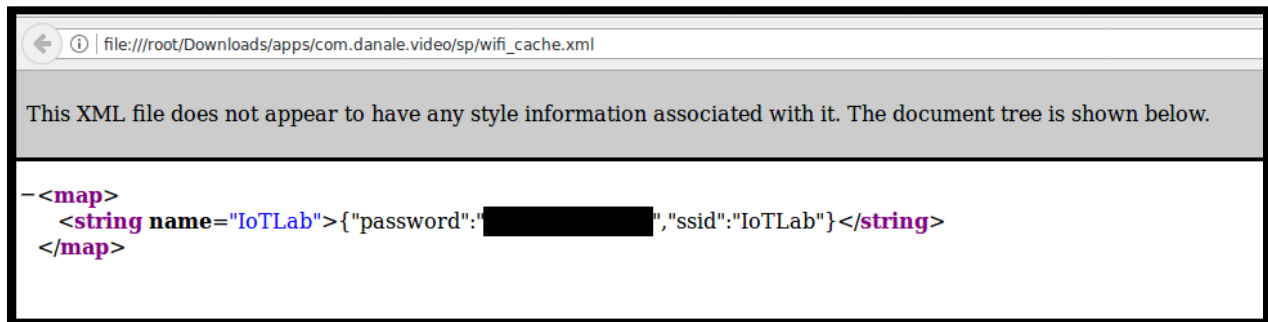 file:///root/Downloads/apps/com.danale.video/sp/wifi_cache.xml
This XML file does not appear to have any style information associated with it. The document tree is shown below.
−<map>
<string name="IoTLab">{"password":"","ssid":"IoTLab"}</string>
</map>